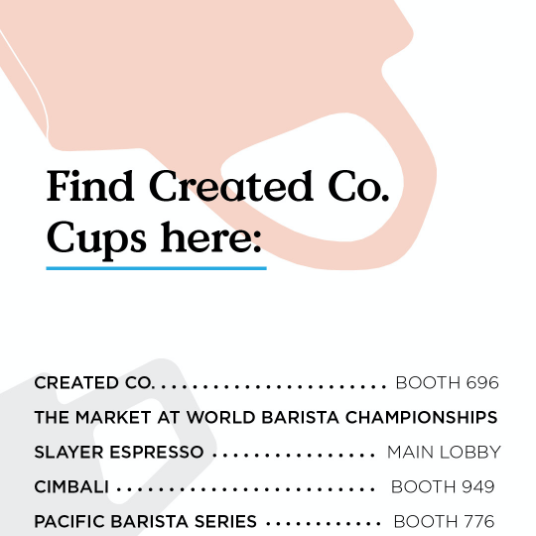 Find Created Co.
Cups here:
CREATED CO. . . . . . . . . . . . . . . . . . . . . . . . BOOTH 696
THE MARKET AT WORLD BARISTA CHAMPIONSHIPS
SLAYER ESPRESSO . . . . . . . . . . . . . . . . MAIN LOBBY
CIMBALI . . . . . . . . . . . . . . . . . . . . . . . . . BOOTH 949
PACIFIC BARISTA SERIES . . . . . . . . . . . . BOOTH 776